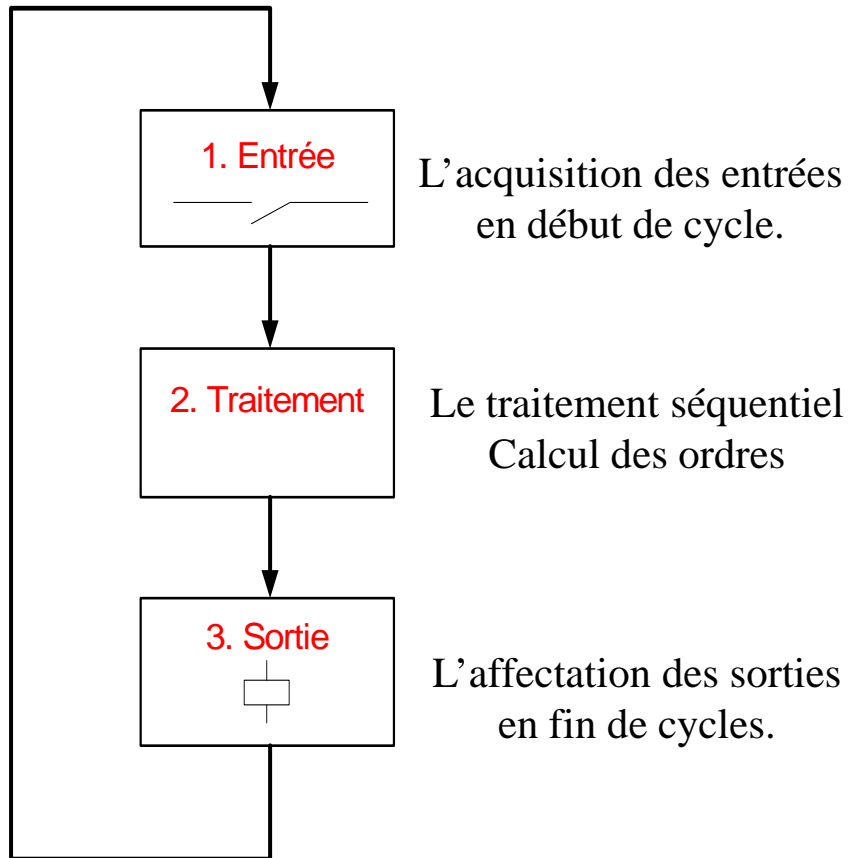 1. Entrée
L’acquisition des entrées
en début de cycle.
2. Traitement
Le traitement séquentiel
Calcul des ordres
3. Sortie
L’affectation des sorties
en fin de cycles.